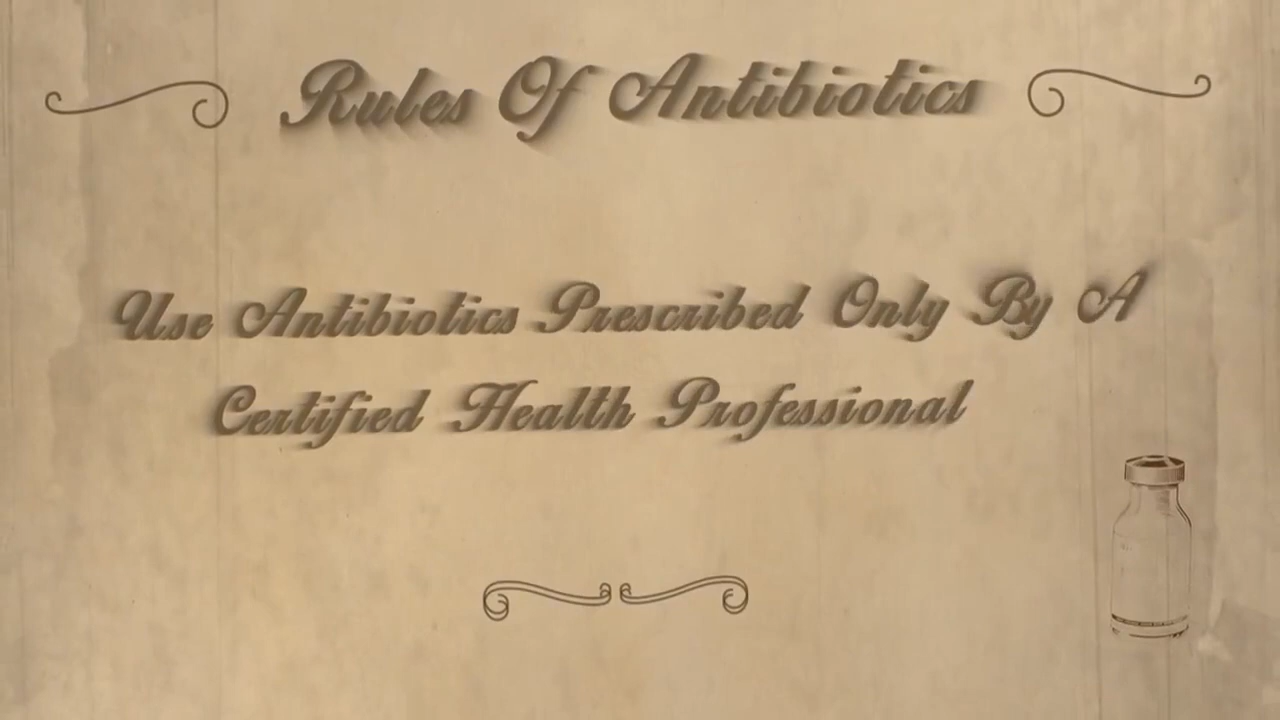 Rules Of Antibiotics
Use Antibiotics Prescribed Only By A
Certified Health Professional